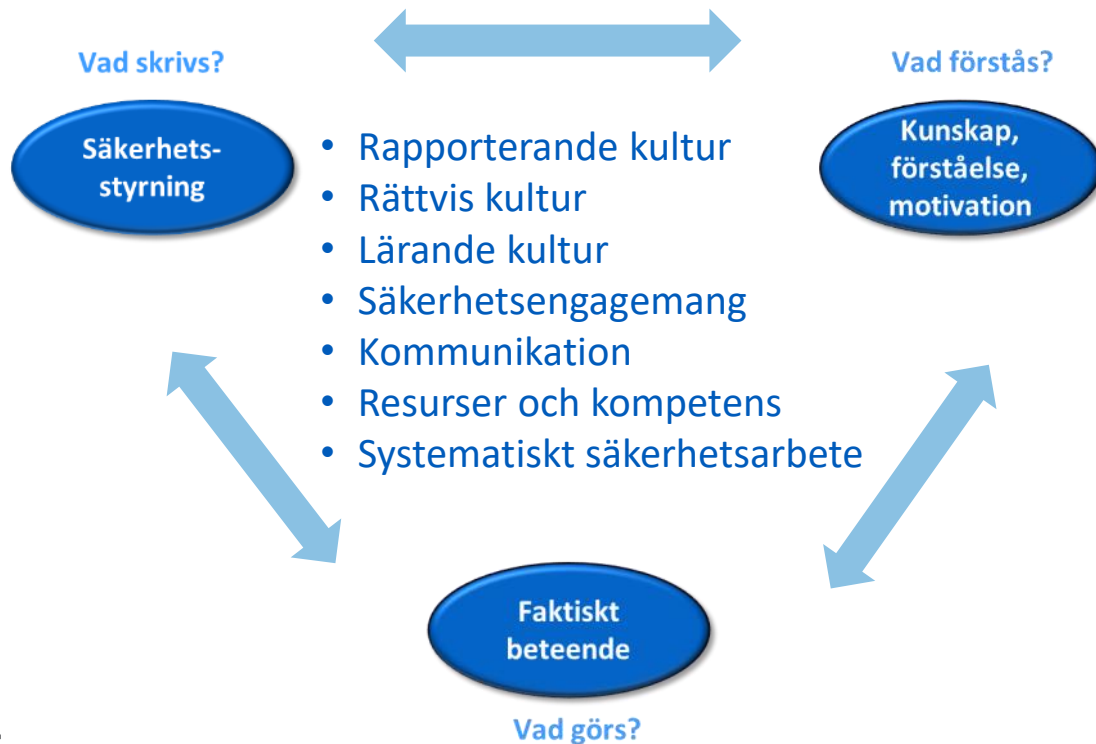 Vad skrivs?
Vad förstås?
Säkerhets-
styrning
Kunskap,
förståelse,
motivation
• Rapporterande kultur
• Rättvis kultur
• Lärande kultur
• Säkerhetsengagemang
• Kommunikation
• Resurser och kompetens
• Systematiskt säkerhetsarbete
Faktiskt
beteende
Vad görs?